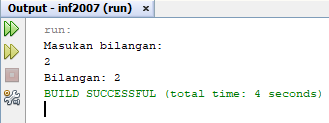 Output - inf2007 (run) ×
run:
Masukan bilangan:
2
Bilangan: 2
BUILD SUCCESSFUL (total time: 4 seconds)